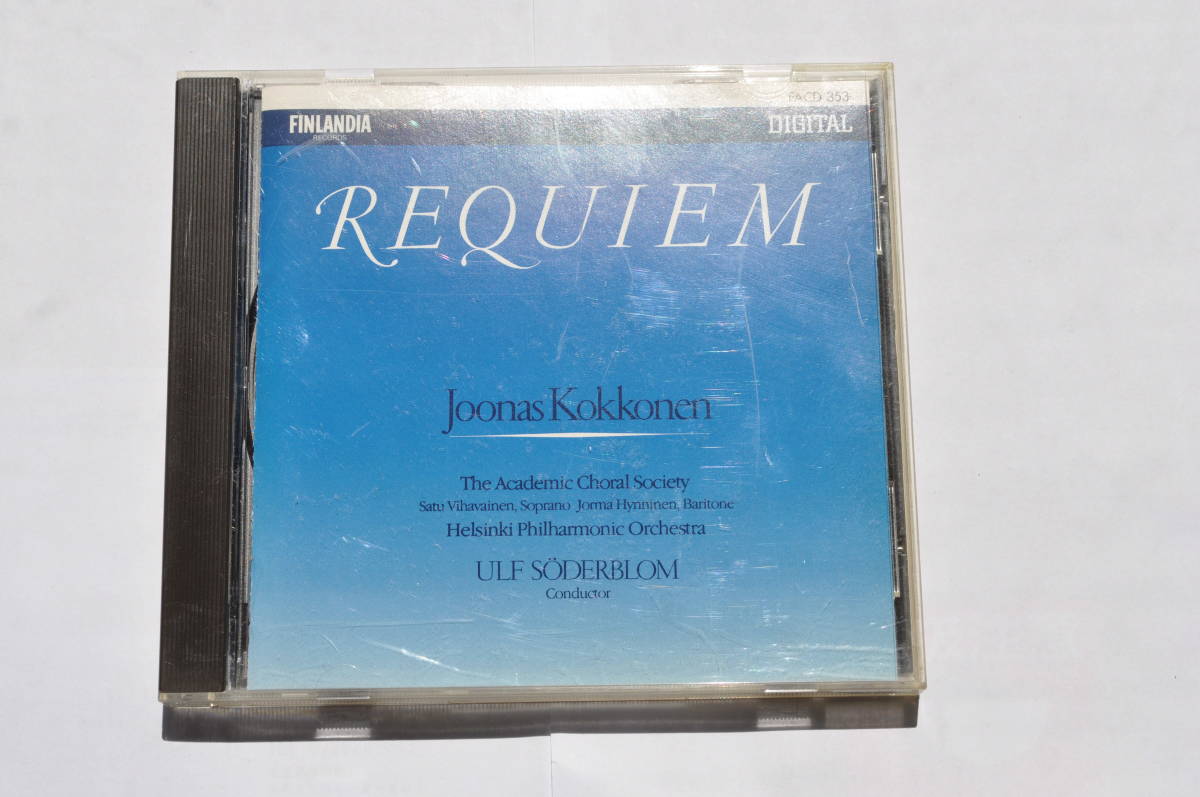 FACD 353
FINLANDIA
RECORDS
DIGITAL
REQUIEM
Joonas Kokkonen
The Academic Choral Society
Satu Vihavainen, Soprano Jorma Hynninen, Baritone
Helsinki Philharmonic Orchestra
ULF SÖDERBLOM
Conductor